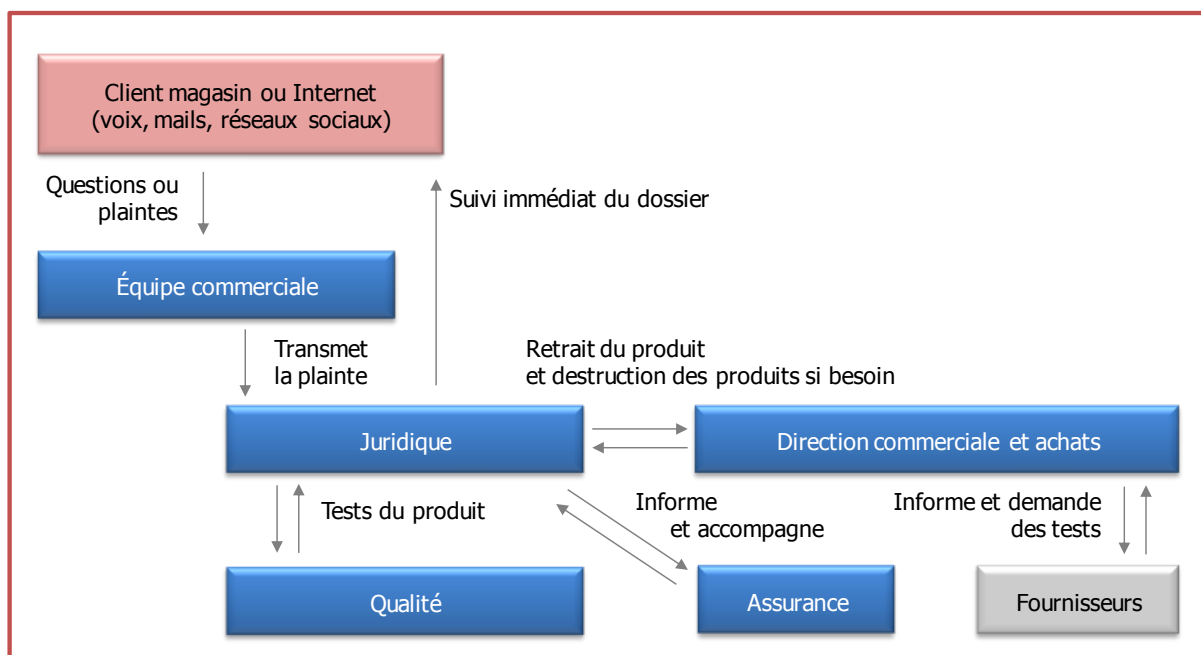 Client magasin ou Internet
(voix, mails, réseaux sociaux)
Questions ou
plaintes
Suivi immédiat du dossier
Équipe commerciale
Transmet
la plainte
Retrait du produit
et destruction des produits si besoin
Juridique
Direction commerciale et achats
Tests du produit
Informe
et accompagne
Informe et demande
des tests
Qualité
Assurance
Fournisseurs